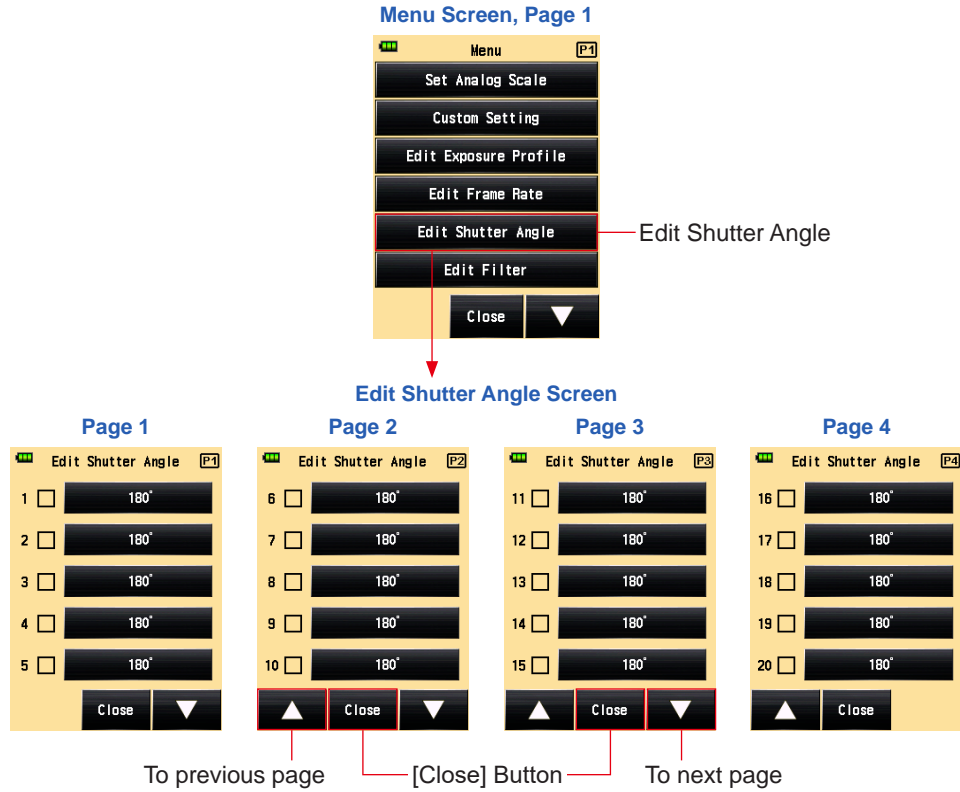 Menu Screen, Page 1
Menu P1
Set Analog Scale
Custom Setting
Edit Exposure Profile
Edit Frame Rate
Edit Shutter Angle
Edit Shutter Angle
Edit Filter
Close
Edit Shutter Angle Screen
Page 1
Edit Shutter Angle P1
1 180°
2 180°
3 180°
4 180°
5 180°
Close
Page 2
Edit Shutter Angle P2
6 180°
7 180°
8 180°
9 180°
10 180°
Close
Page 3
Edit Shutter Angle P3
11 180°
12 180°
13 180°
14 180°
15 180°
Close
Page 4
Edit Shutter Angle P4
16 180°
17 180°
18 180°
19 180°
20 180°
Close
To previous page
[Close] Button
To next page